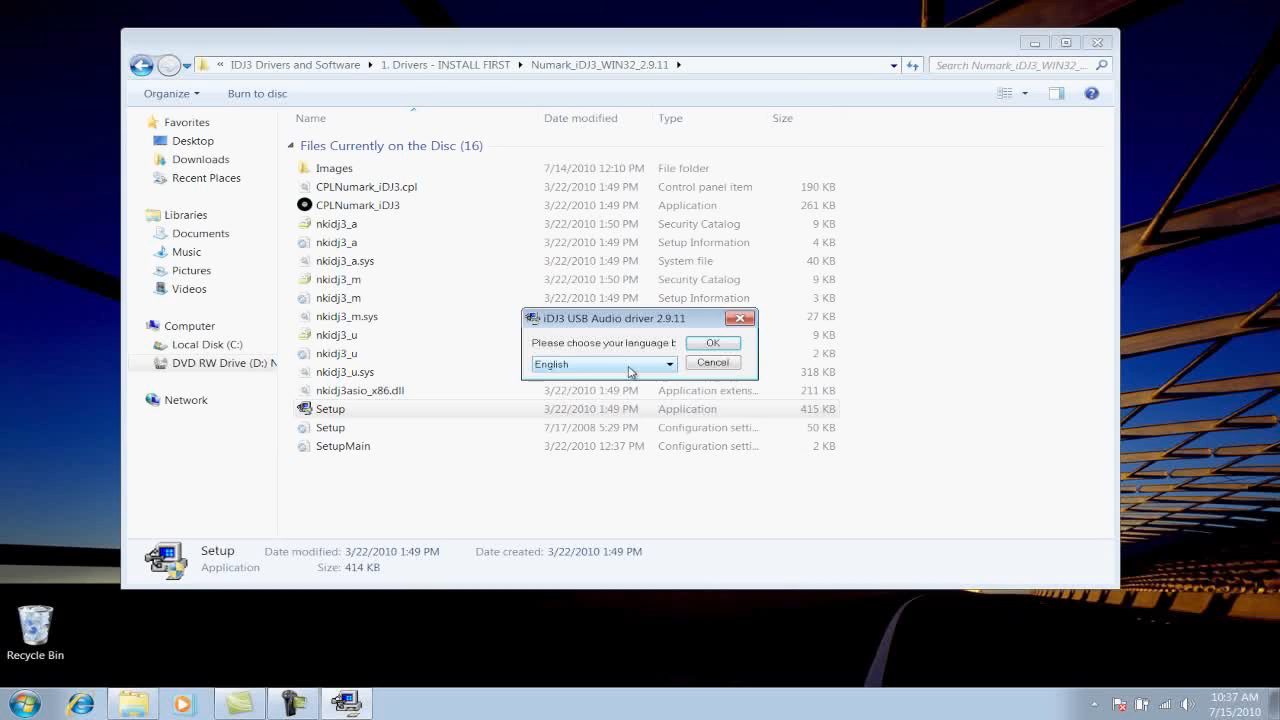 « IDJ3 Drivers and Software ▸ 1. Drivers - INSTALL FIRST ▸ Numark_iDJ3_WIN32_2.9.11 ▸
Search Numark_iDJ3_WIN32_...
Organize Burn to disc
Favorites
Desktop
Downloads
Recent Places
Libraries
Documents
Music
Pictures
Videos
Computer
Local Disk (C:)
DVD RW Drive (D:) N
Network
Name Date modified Type Size
Files Currently on the Disc (16)
Images 7/14/2010 12:10 PM File folder
CPLNumark_iDJ3.cpl 3/22/2010 1:49 PM Control panel item 190 KB
CPLNumark_iDJ3 3/22/2010 1:49 PM Application 261 KB
nkidj3_a 3/22/2010 1:50 PM Security Catalog 9 KB
nkidj3_a 3/22/2010 1:49 PM Setup Information 4 KB
nkidj3_a.sys 3/22/2010 1:49 PM System file 40 KB
nkidj3_m 3/22/2010 1:50 PM Security Catalog 9 KB
nkidj3_m 3/22/2010 1:49 PM Setup Information 3 KB
nkidj3_m.sys 27 KB
nkidj3_u 9 KB
nkidj3_u 2 KB
nkidj3_u.sys 318 KB
nkidj3asio_x86.dll 3/22/2010 1:49 PM Application extens... 211 KB
Setup 3/22/2010 1:49 PM Application 415 KB
Setup 7/17/2008 5:29 PM Configuration setti... 50 KB
SetupMain 3/22/2010 12:37 PM Configuration setti... 2 KB
iDJ3 USB Audio driver 2.9.11
Please choose your language b
OK
English
Cancel
Setup Date modified: 3/22/2010 1:49 PM Date created: 3/22/2010 1:49 PM
Application Size: 414 KB
Recycle Bin
10:37 AM
7/15/2010